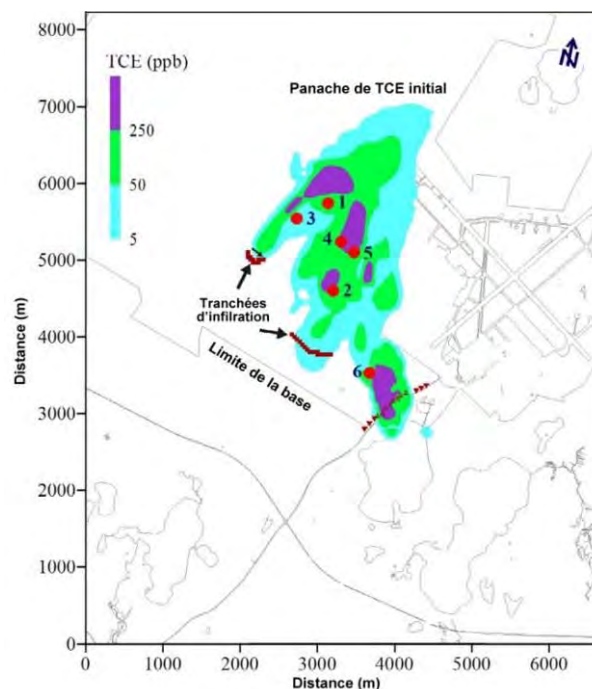 8000
7000
6000
5000
4000
3000
2000
1000
0
Distance (m)
TCE (ppb)
250
50
5
Panache de TCE initial
N
1
3
4
5
2
6
Tranchées
d'infilration
Limite de la base
0 1000 2000 3000 4000 5000 6000
Distance (m)